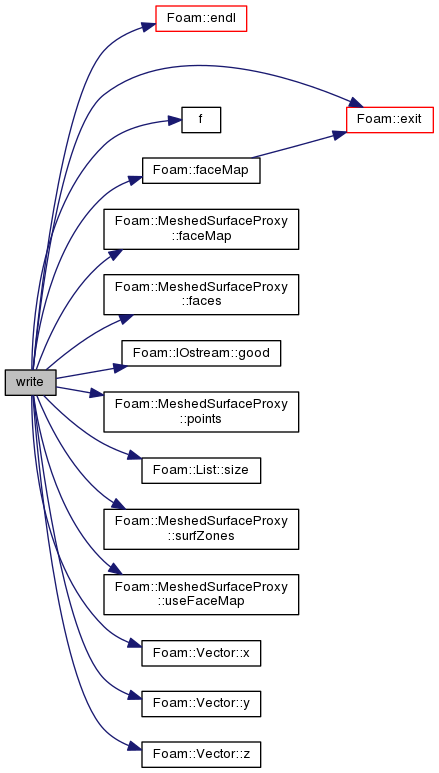 Foam::endl
f
Foam::exit
Foam::faceMap
Foam::MeshedSurfaceProxy
::faceMap
Foam::MeshedSurfaceProxy
::faces
Foam::IOstream::good
write
Foam::MeshedSurfaceProxy
::points
Foam::List::size
Foam::MeshedSurfaceProxy
::surfZones
Foam::MeshedSurfaceProxy
::useFaceMap
Foam::Vector::x
Foam::Vector::y
Foam::Vector::z